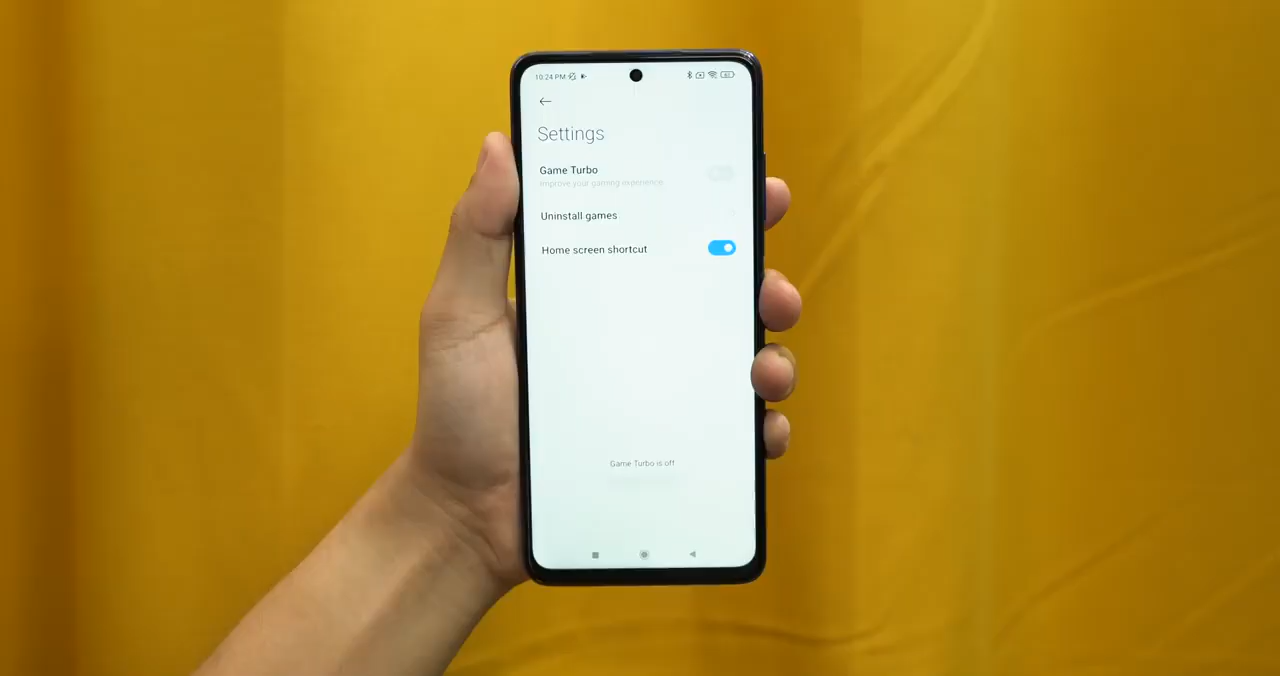 10:24 PM
Settings
Game Turbo
Improve your gaming experience
Uninstall games
Home screen shortcut
Game Turbo is off